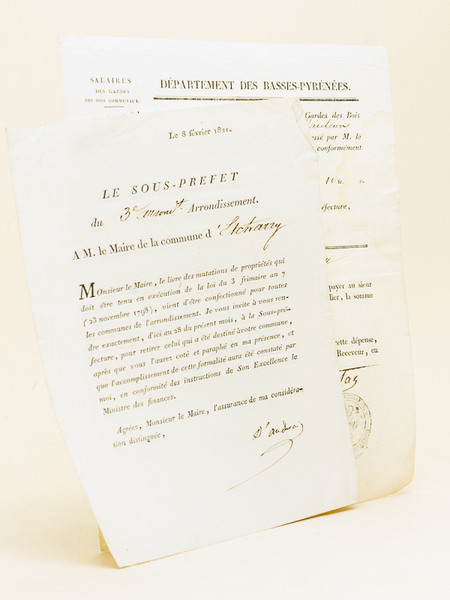 SALAIRES
DES GARDES
DES BOIS COMMUNAUX.
DÉPARTEMENT DES BASSES-PYRÉNÉES.
Gardes des Bois
essé par M. le
conformément
éfecture,
payer au sieur
lier, la somme
cette dépense,
Receveur, en
Le 8 février 1821.
LE SOUS-PREFET
du 3e Arrondissement.
A M. le Maire de la commune d'Etcharry
Monsieur le Maire, le livre des mutations de propriétés qui
doit être tenu en exécution de la loi du 3 frimaire an 7
(23 novembre 1798), vient d'être confectionné pour toutes
les communes de l'arrondissement. Je vous invite à vous ren-
dre exactement, d'ici au 28 du présent mois, à la Sous-pré-
fecture, pour retirer celui qui a été destiné à votre commune,
après que vous l'aurez coté et paraphé en ma présence, et
que l'accomplissement de cette formalité aura été constaté par
moi, en conformité des instructions de Son Excellence le
Ministre des finances.
Agréez, Monsieur le Maire, l'assurance de ma considéra-
tion distinguée,